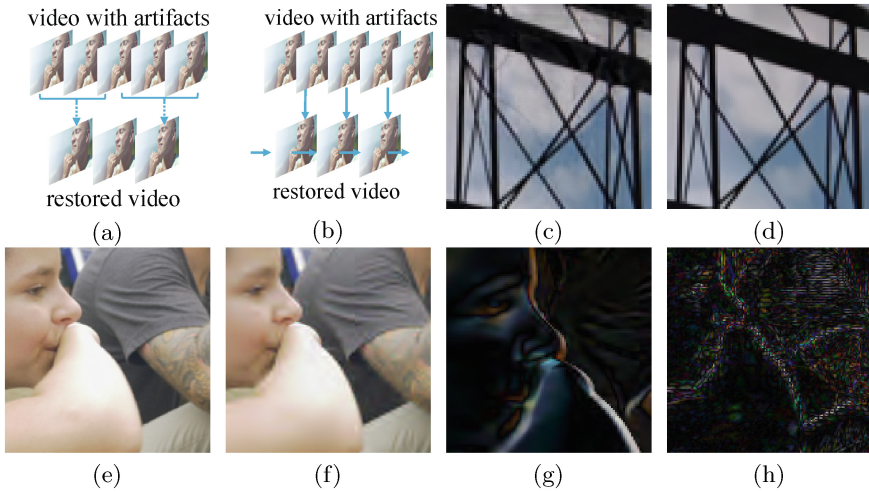 video with artifacts
restored video
(a)
video with artifacts
restored video
(b)
(c)
(d)
(e)
(f)
(g)
(h)